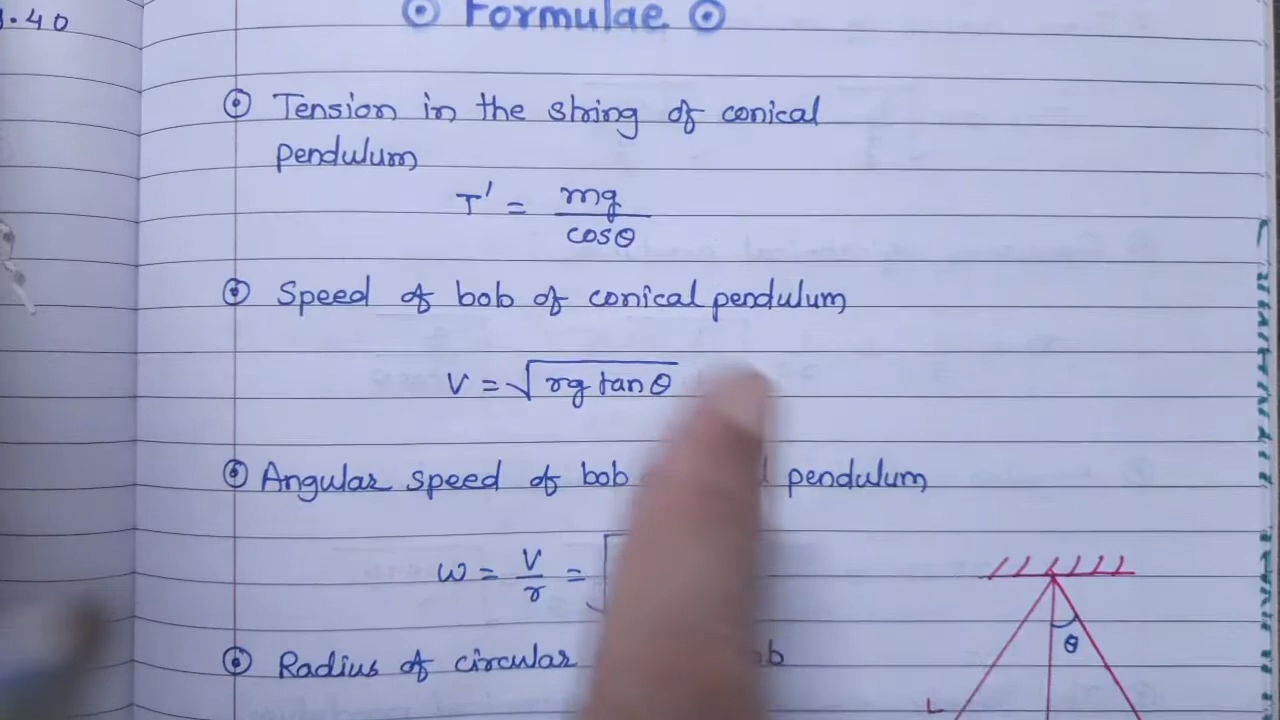 .40
⊙ Formulae ⊙
⊙ Tension in the string of conical
pendulum
T' = mg / cosθ
⊙ Speed of bob of conical pendulum
V = √rg tanθ
⊙ Angular speed of bob pendulum
ω = V / r =
⊙ Radius of circular
θ
L